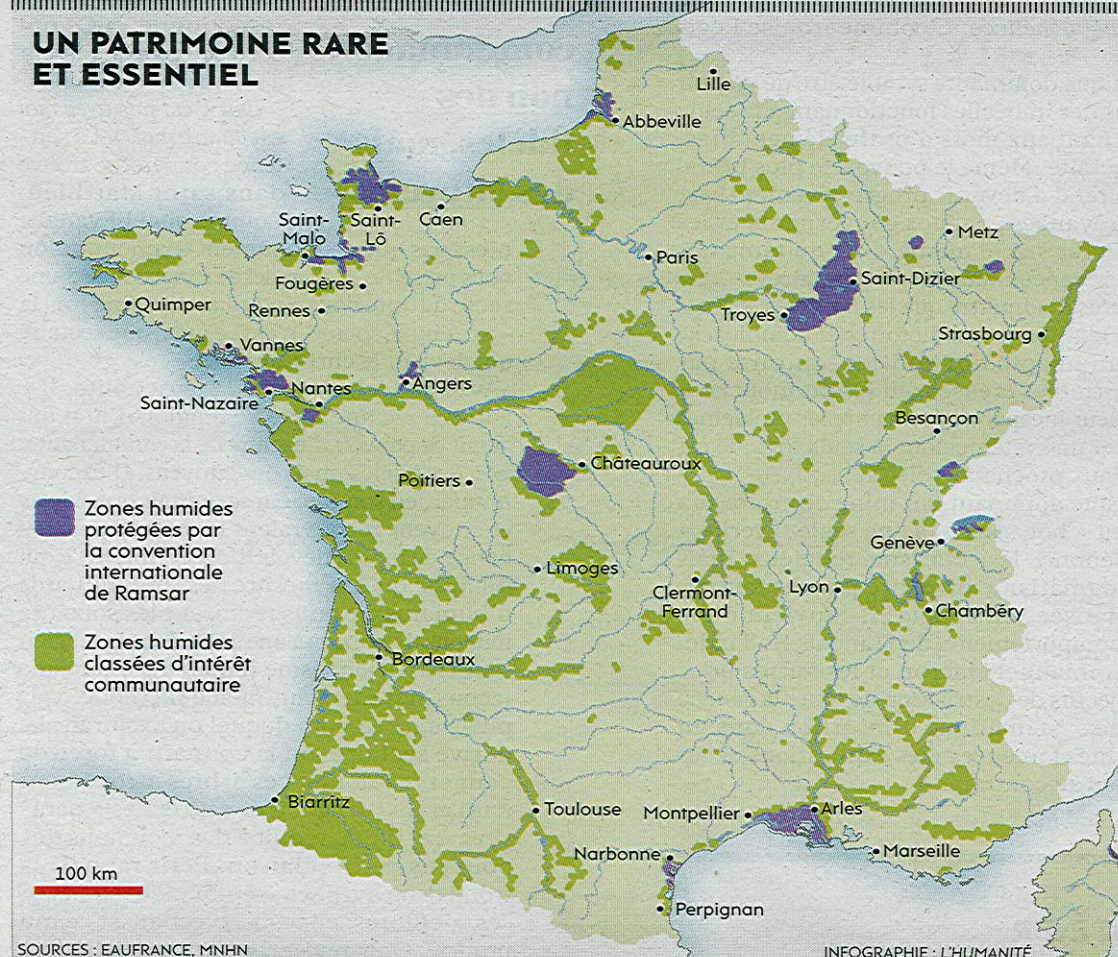 UN PATRIMOINE RARE
ET ESSENTIEL
Lille
Abbeville
Saint-
Malo
Saint-
Lô
Caen
Metz
Paris
Saint-Dizier
Fougères
Quimper
Rennes
Troyes
Strasbourg
Vannes
Nantes
Angers
Saint-Nazaire
Besançon
Châteauroux
Poitiers
Zones humides
protégées par
la convention
internationale
de Ramsar
Genève
Limoges
Clermont-
Ferrand
Lyon
Chambéry
Zones humides
classées d'intérêt
communautaire
Bordeaux
Biarritz
Toulouse
Montpellier
Arles
Narbonne
Marseille
100 km
Perpignan
SOURCES : EAUFRANCE, MNHN
INFOGRAPHIE : L'HUMANITÉ